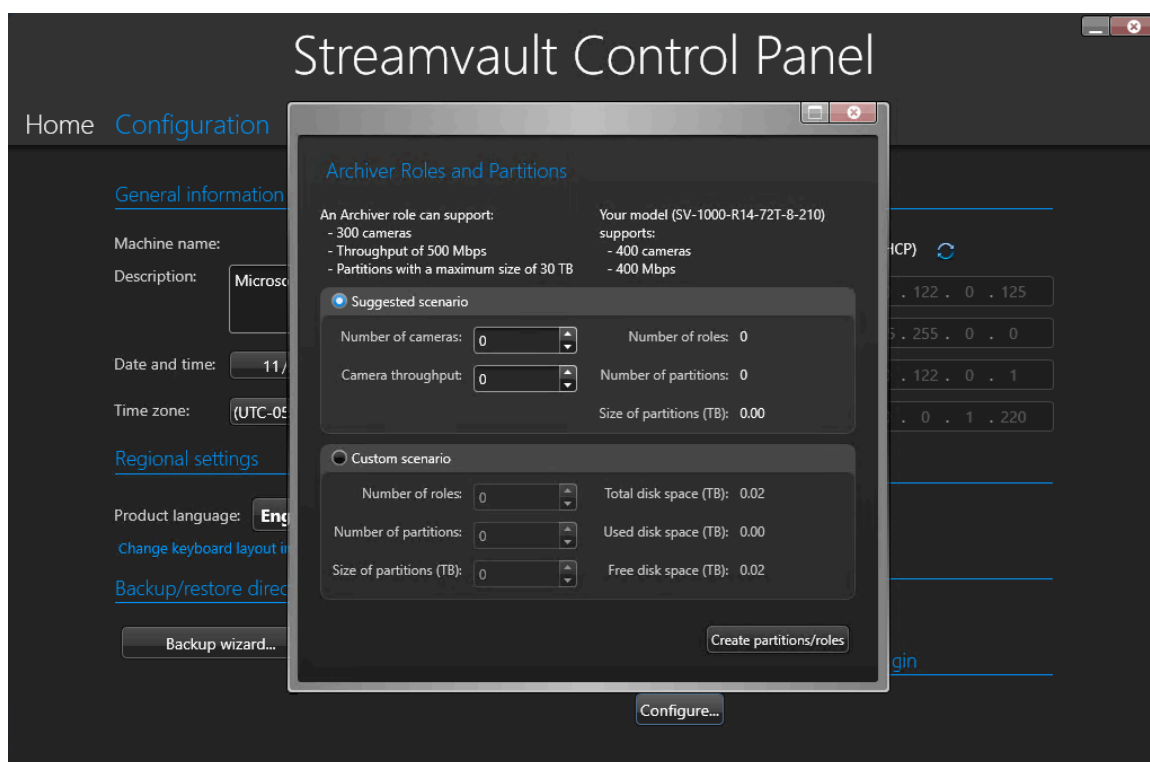 Streamvault Control Panel
Home Configuration
General information
Machine name:
Description:
Microsc
Date and time: 11/
Time zone: (UTC-05
Regional settings
Product language: Eng
Change keyboard layout i
Backup/restore direc
Backup wizard...
Archiver Roles and Partitions
An Archiver role can support:
- 300 cameras
- Throughput of 500 Mbps
- Partitions with a maximum size of 30 TB
Your model (SV-1000-R14-72T-8-210)
supports:
- 400 cameras
- 400 Mbps
Suggested scenario
Number of cameras: 0 Number of roles: 0
Camera throughput: 0 Number of partitions: 0
Size of partitions (TB): 0.00
Custom scenario
Number of roles: 0 Total disk space (TB): 0.02
Number of partitions: 0 Used disk space (TB): 0.00
Size of partitions (TB): 0 Free disk space (TB): 0.02
Create partitions/roles
HCP)
. 122 . 0 . 125
5 . 255 . 0 . 0
. 122 . 0 . 1
. 0 . 1 . 220
gin
Configure...